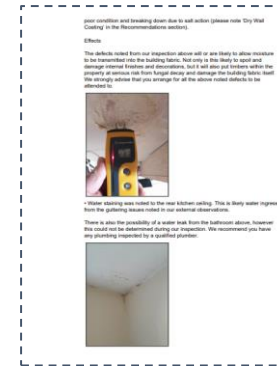 poor condition and breaking down due to salt action (please note 'Dry Wall
Coating' in the Recommendations section).
Effects
The defects noted from our inspection above will or are likely to allow moisture
to be transmitted into the building fabric. Not only is this likely to spoil and
damage internal finishes and decorations, but it will also put timbers within the
property at serious risk from fungal decay and damage the building fabric itself
We strongly advise that you arrange for all the above noted defects to be
attended to.
• Water staining was noted to the rear kitchen ceiling. This is likely water ingress
from the guttering issues noted in our external observations.
There is also the possibility of a water leak from the bathroom above, however
this could not be determined during our inspection. We recommend you have
any plumbing inspected by a qualified plumber.